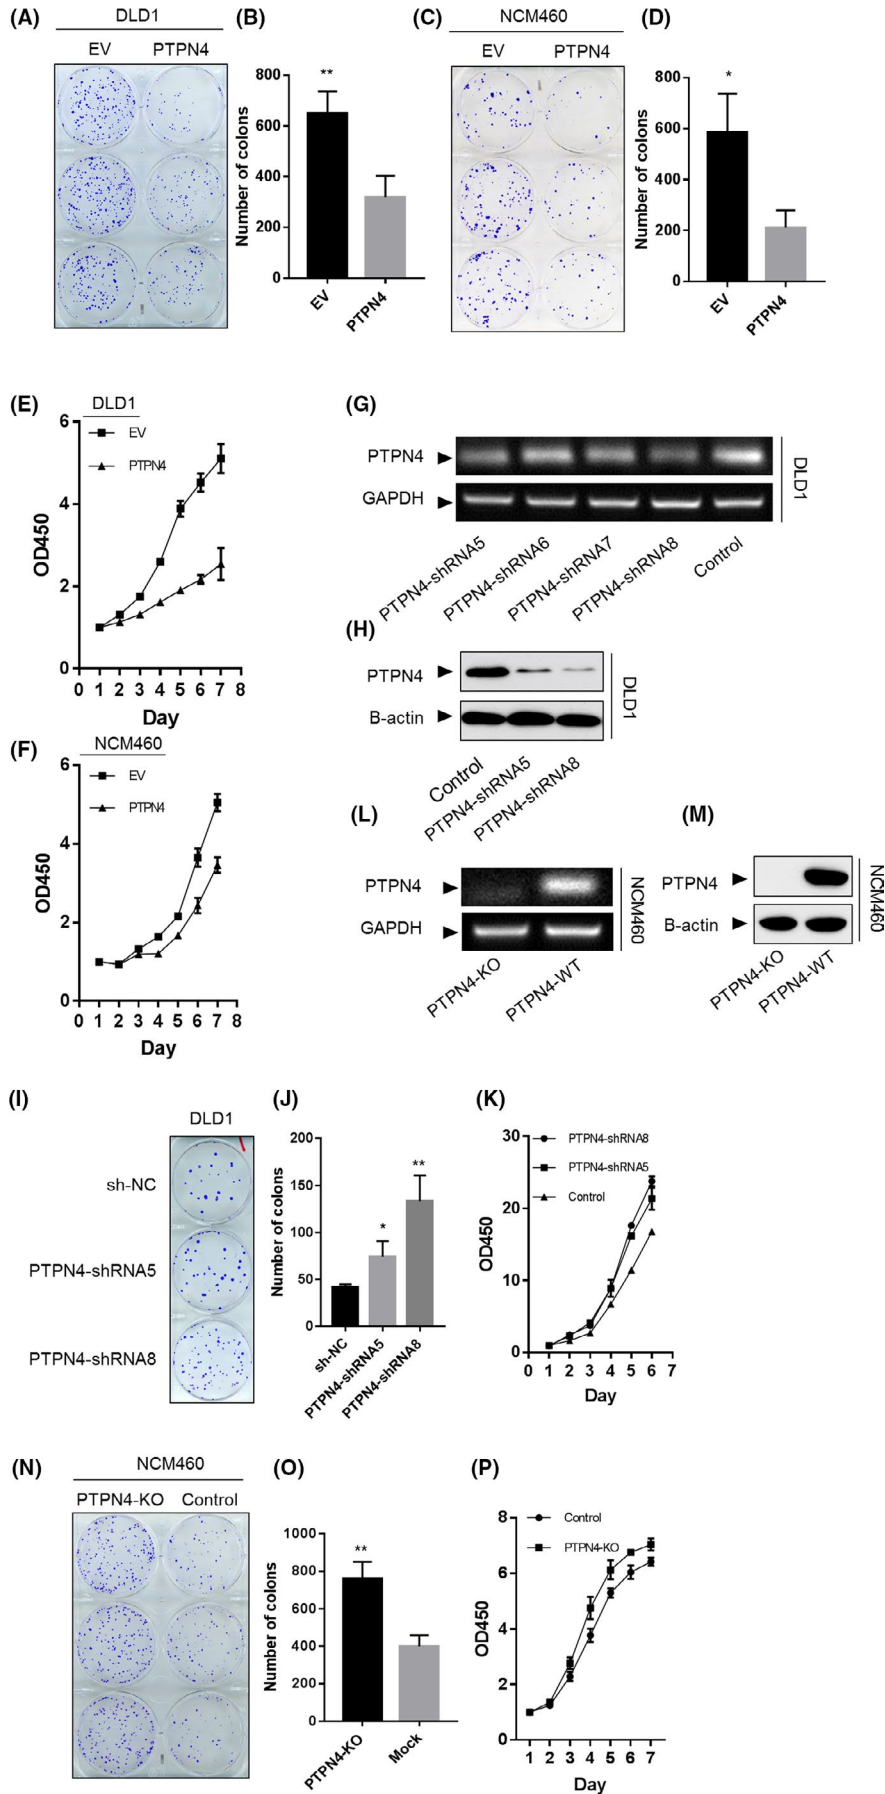 (A)
DLD1
EV PTPN4
(B)
Number of colons
800
600
400
200
0
**
EV
PTPN4
(C)
NCM460
EV PTPN4
(D)
Number of colons
800
600
400
200
0
*
EV
PTPN4
(E)
DLD1
EV
PTPN4
OD450
6
4
2
0
0 1 2 3 4 5 6 7 8
Day
(F)
NCM460
EV
PTPN4
OD450
6
4
2
0
0 1 2 3 4 5 6 7 8
Day
(G)
PTPN4
GAPDH
DLD1
PTPN4-shRNA5
PTPN4-shRNA6
PTPN4-shRNA7
PTPN4-shRNA8
Control
(H)
PTPN4
B-actin
DLD1
Control
PTPN4-shRNA5
PTPN4-shRNA8
(L)
PTPN4
GAPDH
NCM460
PTPN4-KO
PTPN4-WT
(M)
PTPN4
B-actin
NCM460
PTPN4-KO
PTPN4-WT
(I)
DLD1
sh-NC
PTPN4-shRNA5
PTPN4-shRNA8
(J)
Number of colons
200
150
100
50
0
*
**
sh-NC
PTPN4-shRNA5
PTPN4-shRNA8
(K)
PTPN4-shRNA8
PTPN4-shRNA5
Control
OD450
30
20
10
0
0 1 2 3 4 5 6 7
Day
(N)
NCM460
PTPN4-KO Control
(O)
Number of colons
1000
800
600
400
200
0
**
PTPN4-KO
Mock
(P)
Control
PTPN4-KO
OD450
8
6
4
2
0
1 2 3 4 5 6 7
Day